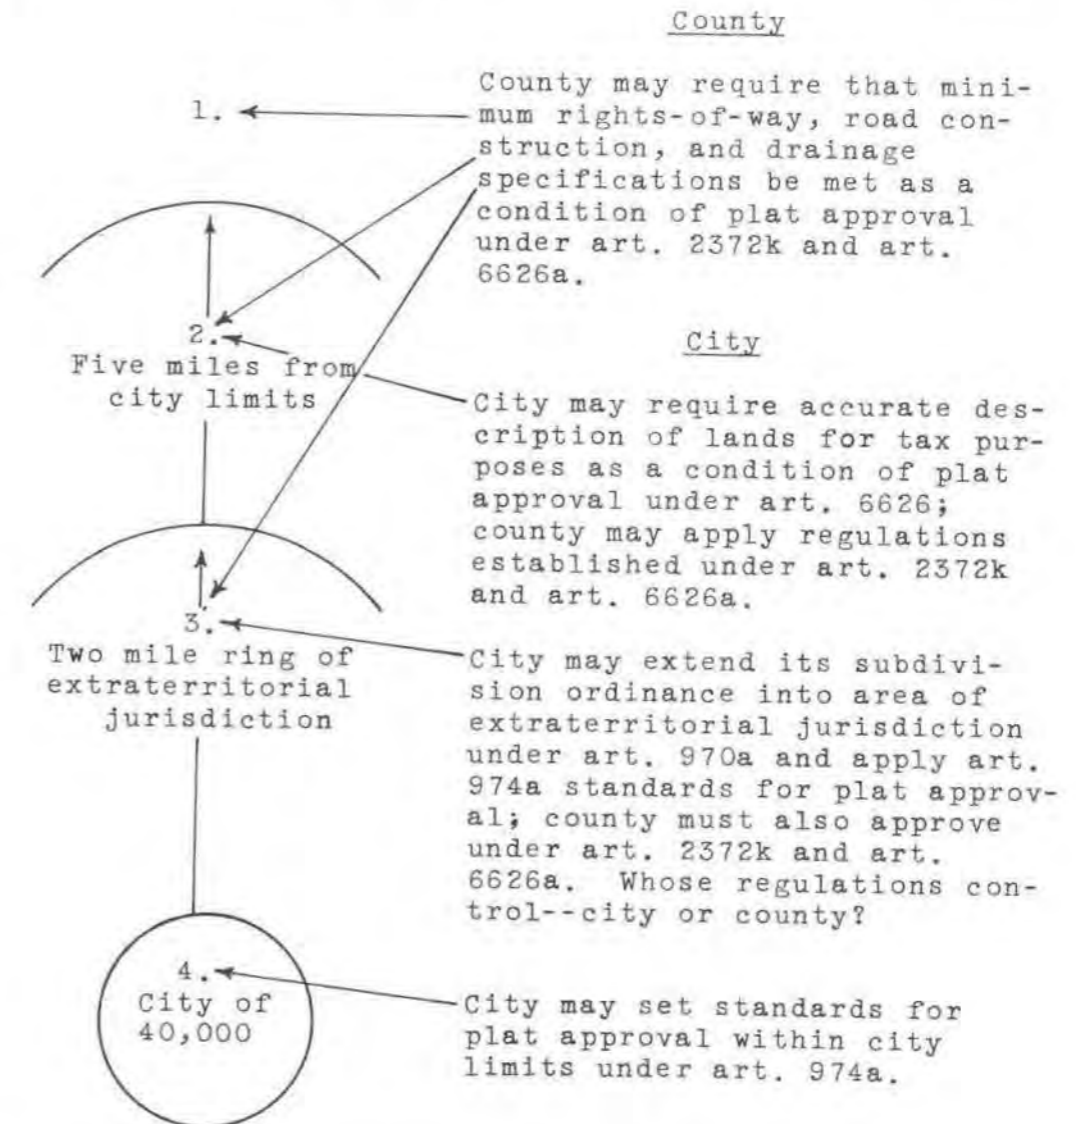 County
1.
County may require that mini-
mum rights-of-way, road con-
struction, and drainage
specifications be met as a
condition of plat approval
under art. 2372k and art.
6626a.
2.
Five miles from
city limits
City
City may require accurate des-
cription of lands for tax pur-
poses as a condition of plat
approval under art. 6626;
county may apply regulations
established under art. 2372k
and art. 6626a.
3.
Two mile ring of
extraterritorial
jurisdiction
City may extend its subdivi-
sion ordinance into area of
extraterritorial jurisdiction
under art. 970a and apply art.
974a standards for plat approv-
al; county must also approve
under art. 2372k and art.
6626a. Whose regulations con-
trol--city or county?
4.
City of
40,000
City may set standards for
plat approval within city
limits under art. 974a.